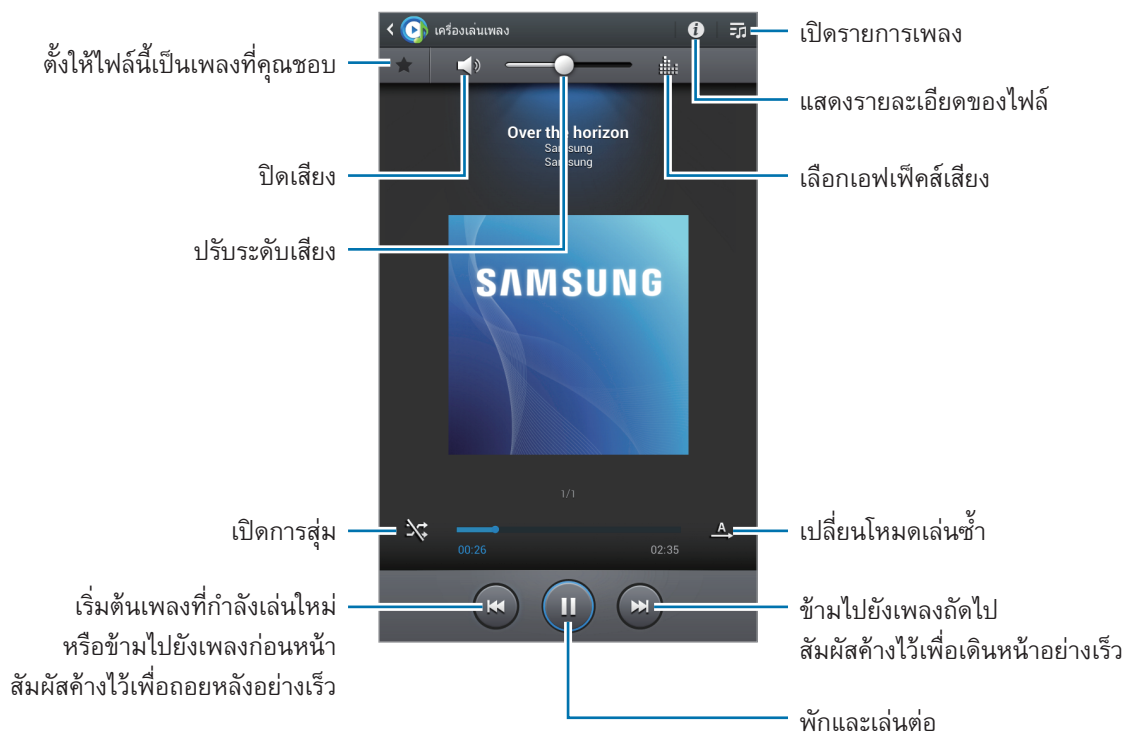 เครื่องเล่นเพลง
เปิดรายการเพลง
ตั้งให้ไฟล์นี้เป็นเพลงที่คุณชอบ
แสดงรายละเอียดของไฟล์
Over the horizon
Samsung
Samsung
ปิดเสียง
เลือกเอฟเฟ็คส์เสียง
ปรับระดับเสียง
SAMSUNG
1/1
เปิดการสุ่ม
A
เปลี่ยนโหมดเล่นซ้ำ
00:26
02:35
เริ่มต้นเพลงที่กำลังเล่นใหม่
หรือข้ามไปยังเพลงก่อนหน้า
สัมผัสค้างไว้เพื่อถอยหลังอย่างเร็ว
ข้ามไปยังเพลงถัดไป
สัมผัสค้างไว้เพื่อเดินหน้าอย่างเร็ว
พักและเล่นต่อ